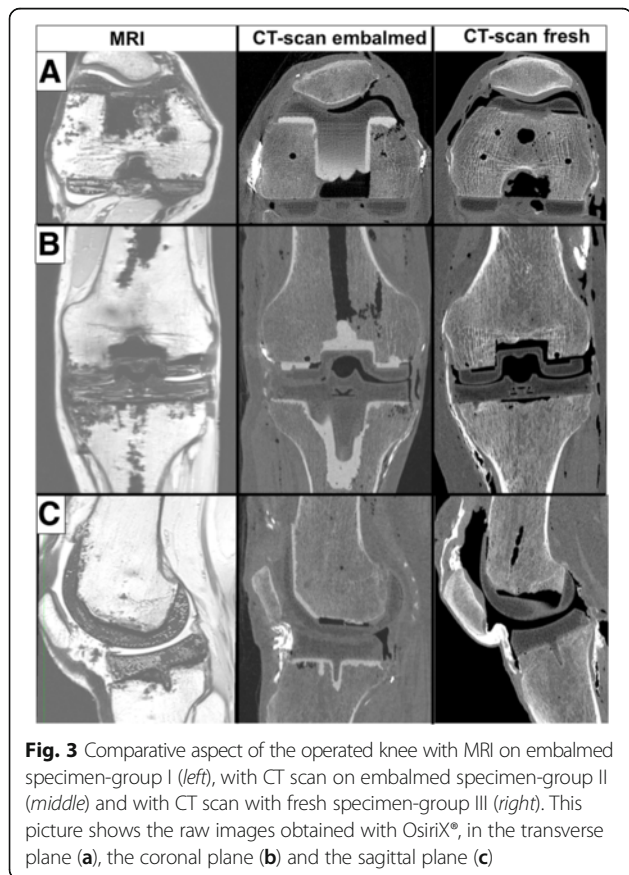 MRI CT-scan embalmed CT-scan fresh
A
B
C
Fig. 3 Comparative aspect of the operated knee with MRI on embalmed
specimen-group I (left), with CT scan on embalmed specimen-group II
(middle) and with CT scan with fresh specimen-group III (right). This
picture shows the raw images obtained with OsiriX®, in the transverse
plane (a), the coronal plane (b) and the sagittal plane (c)